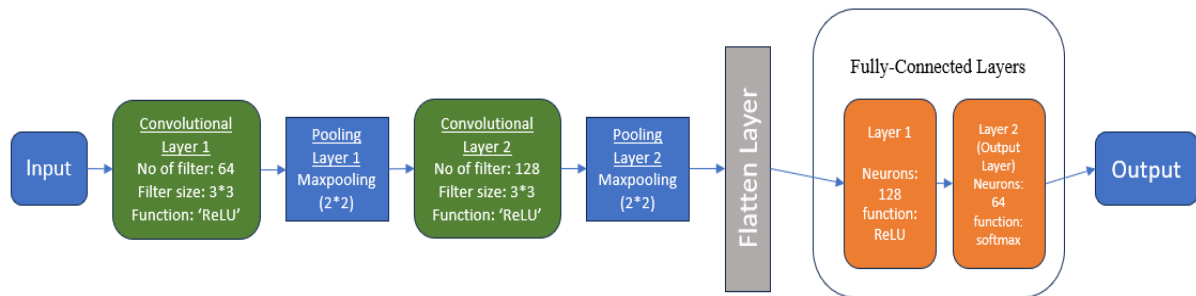 Input
Convolutional
Layer 1
No of filter: 64
Filter size: 3*3
Function: ‘ReLU’
Pooling
Layer 1
Maxpooling
(2*2)
Convolutional
Layer 2
No of filter: 128
Filter size: 3*3
Function: ‘ReLU’
Pooling
Layer 2
Maxpooling
(2*2)
Flatten Layer
Fully-Connected Layers
Layer 1
Neurons:
128
function:
ReLU
Layer 2
(Output
Layer)
Neurons:
64
function:
softmax
Output